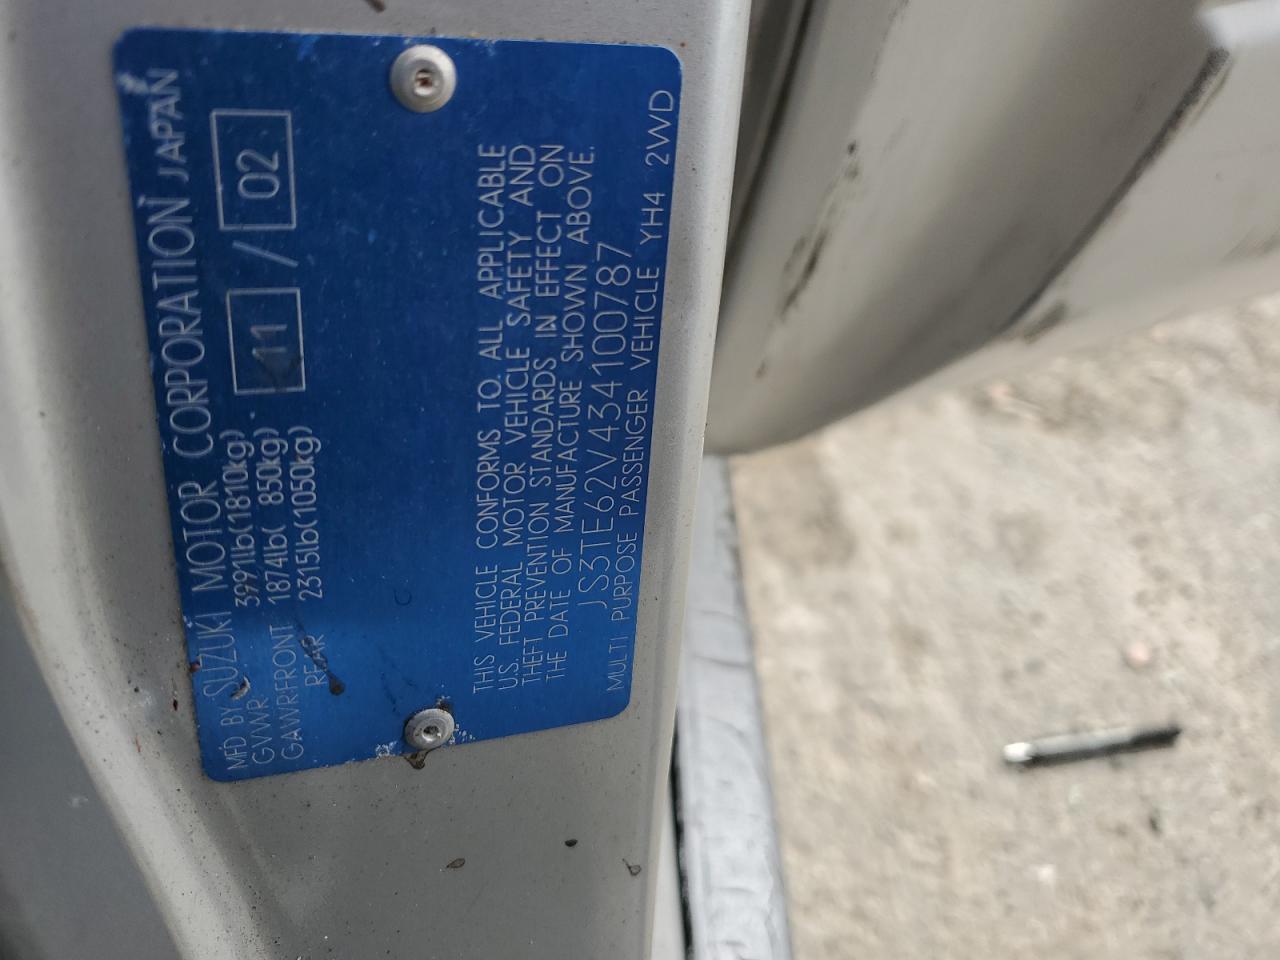 MFD BY SUZUKI MOTOR CORPORATION JAPAN
GVWR 3991lb(1810kg) 11 / 02
GAWR:FRONT 1874lb( 850kg)
REAR 2315lb(1050kg)
THIS VEHICLE CONFORMS TO ALL APPLICABLE
U.S. FEDERAL MOTOR VEHICLE SAFETY AND
THEFT PREVENTION STANDARDS IN EFFECT ON
THE DATE OF MANUFACTURE SHOWN ABOVE.
JS3TE62V434100787
MULTI PURPOSE PASSENGER VEHICLE YH4 2WD